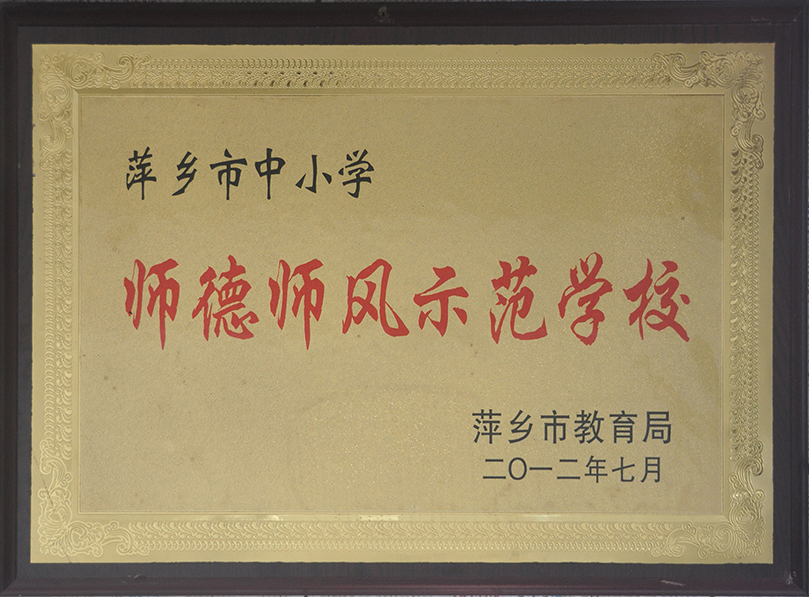 萍乡市中小学
师德师风示范学校
萍乡市教育局
二〇一二年七月